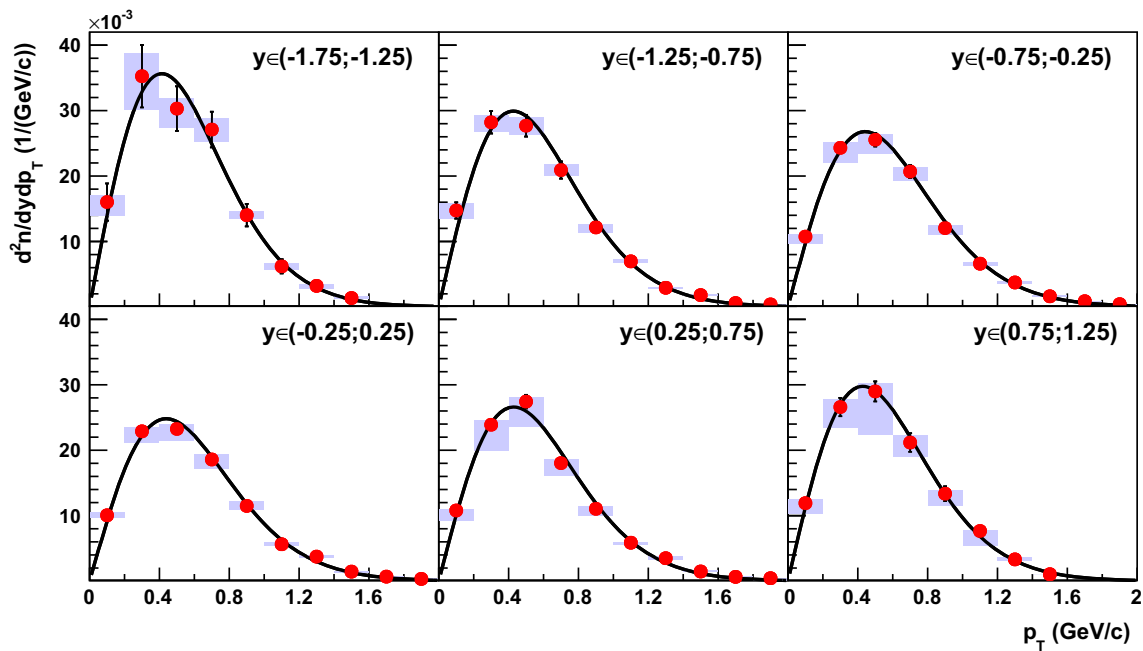 ×10⁻³
d²n/dydp_T (1/(GeV/c))
40
30
20
10
y∈(-1.75;-1.25)
y∈(-1.25;-0.75)
y∈(-0.75;-0.25)
40
30
20
10
y∈(-0.25;0.25)
y∈(0.25;0.75)
y∈(0.75;1.25)
0 0.4 0.8 1.2 1.6 0 0.4 0.8 1.2 1.6 0 0.4 0.8 1.2 1.6 2
p_T (GeV/c)